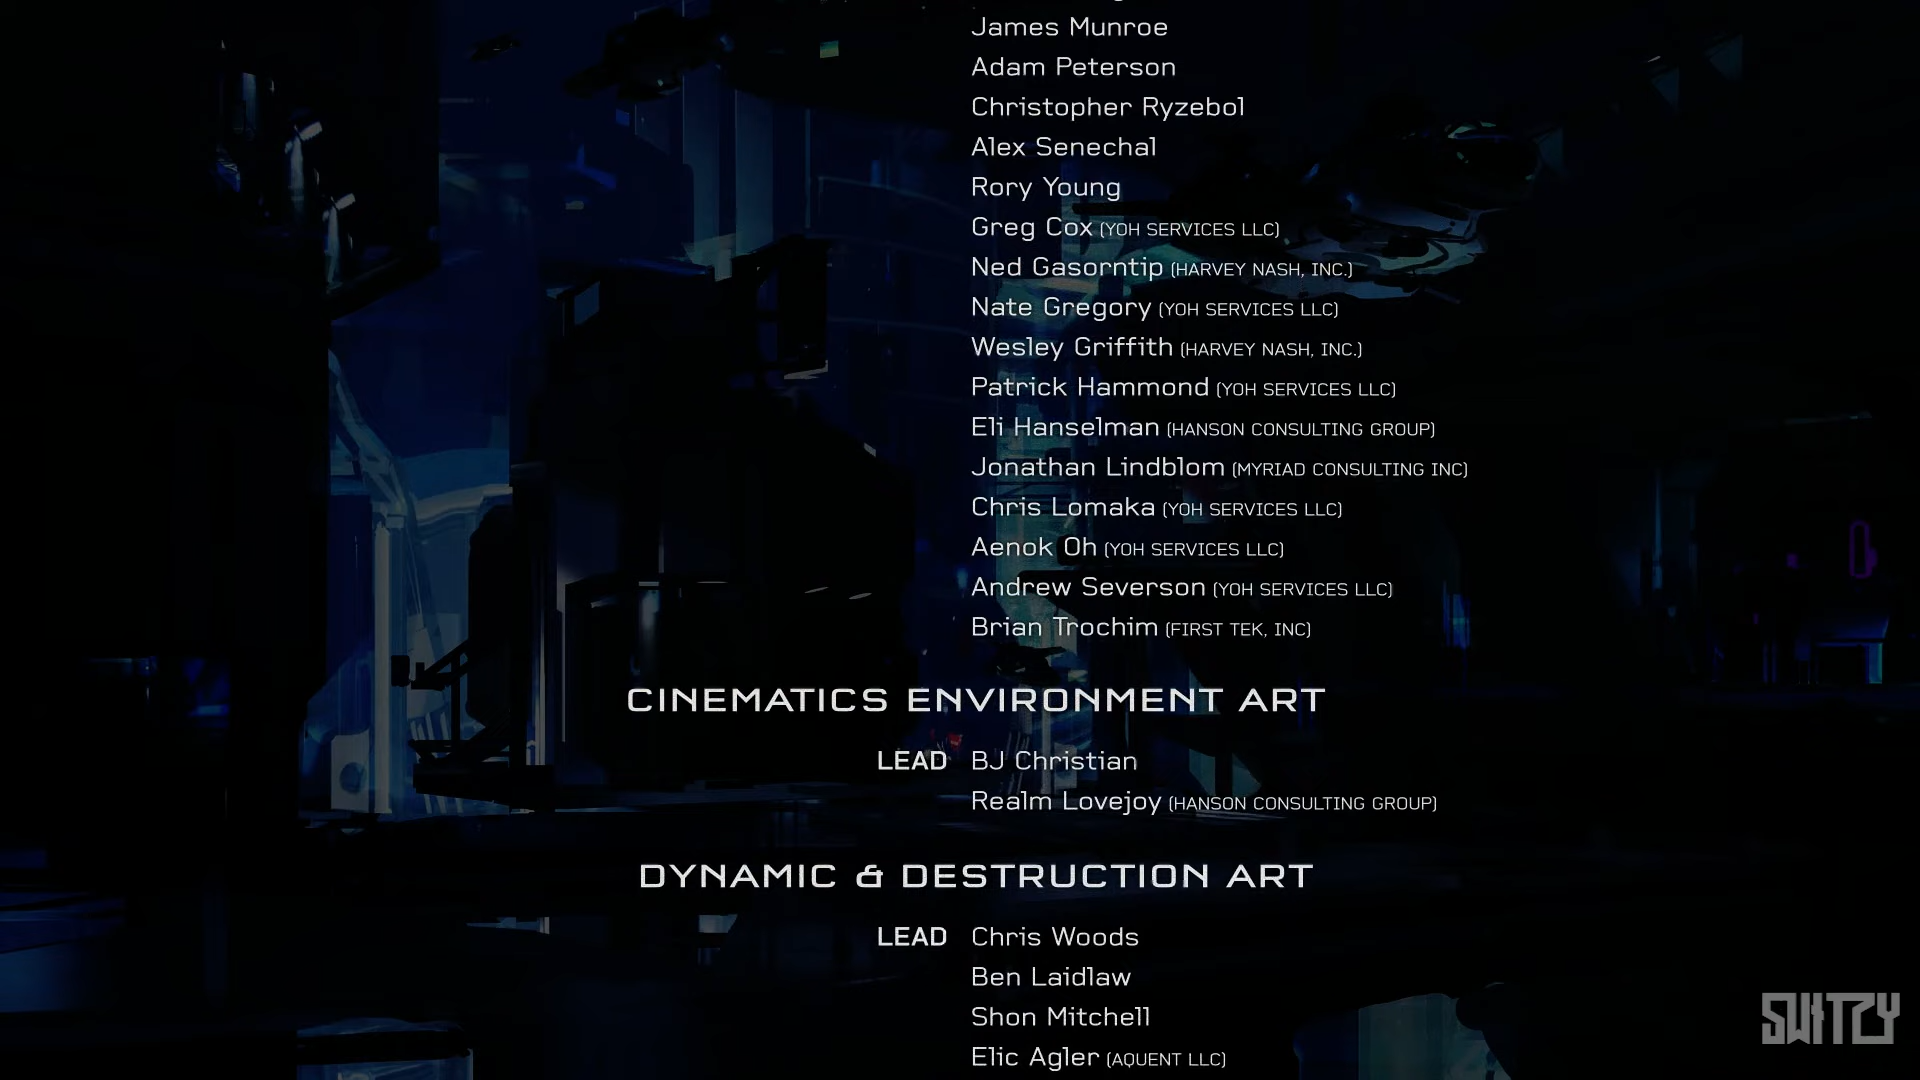 James Munroe
Adam Peterson
Christopher Ryzebol
Alex Senechal
Rory Young
Greg Cox (YOH SERVICES LLC)
Ned Gasorntip (HARVEY NASH, INC.)
Nate Gregory (YOH SERVICES LLC)
Wesley Griffith (HARVEY NASH, INC.)
Patrick Hammond (YOH SERVICES LLC)
Eli Hanselman (HANSON CONSULTING GROUP)
Jonathan Lindblom (MYRIAD CONSULTING INC)
Chris Lomaka (YOH SERVICES LLC)
Aenok Oh (YOH SERVICES LLC)
Andrew Severson (YOH SERVICES LLC)
Brian Trochim (FIRST TEK, INC)
CINEMATICS ENVIRONMENT ART
LEAD BJ Christian
Realm Lovejoy (HANSON CONSULTING GROUP)
DYNAMIC & DESTRUCTION ART
LEAD Chris Woods
Ben Laidlaw
Shon Mitchell
Elic Agler (AQUENT LLC)
SWITZY